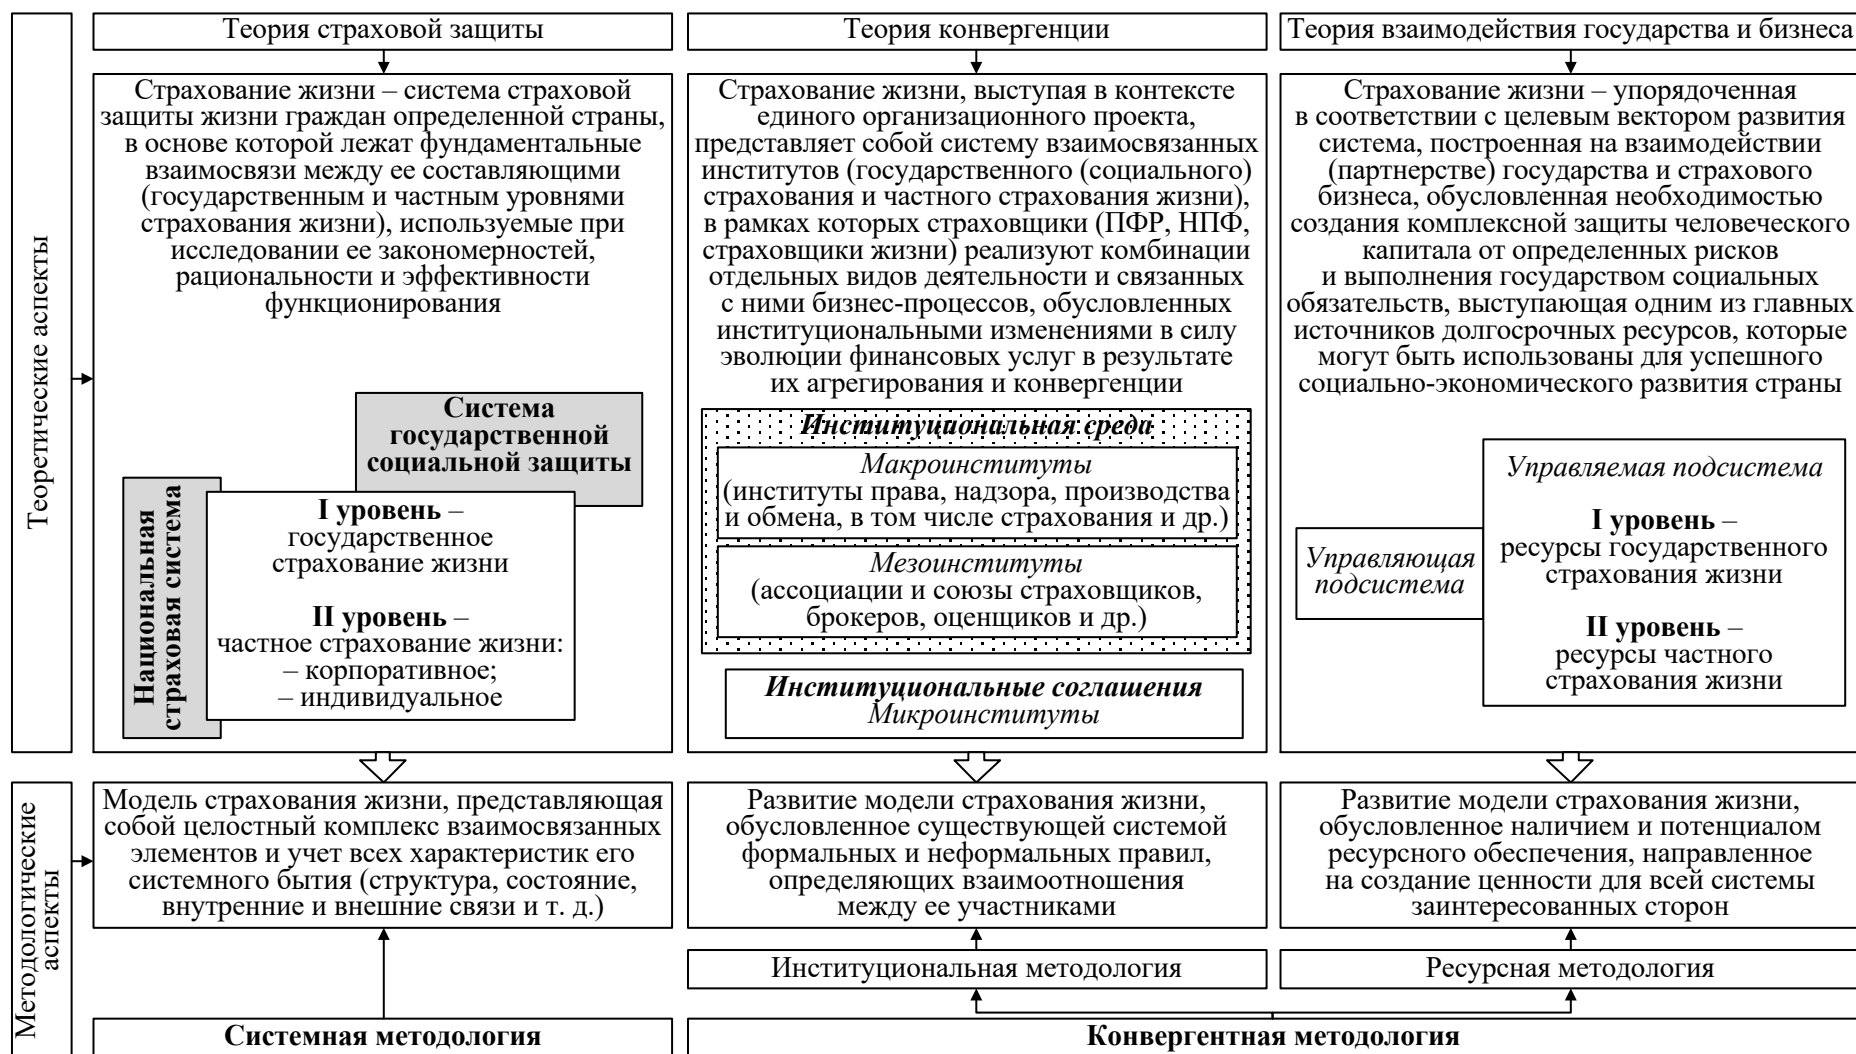 Теоретические аспекты
Теория страховой защиты
Страхование жизни – система страховой
защиты жизни граждан определенной страны,
в основе которой лежат фундаментальные
взаимосвязи между ее составляющими
(государственным и частным уровнями
страхования жизни), используемые при
исследовании ее закономерностей,
рациональности и эффективности
функционирования
Система
государственной
социальной защиты
Национальная
страховая система
I уровень –
государственное
страхование жизни
II уровень –
частное страхование жизни:
– корпоративное;
– индивидуальное
Теория конвергенции
Страхование жизни, выступая в контексте
единого организационного проекта,
представляет собой систему взаимосвязанных
институтов (государственного (социального)
страхования и частного страхования жизни),
в рамках которых страховщики (ПФР, НПФ,
страховщики жизни) реализуют комбинации
отдельных видов деятельности и связанных
с ними бизнес-процессов, обусловленных
институциональными изменениями в силу
эволюции финансовых услуг в результате
их агрегирования и конвергенции
Институциональная среда
Макроинституты
(институты права, надзора, производства
и обмена, в том числе страхования и др.)
Мезоинституты
(ассоциации и союзы страховщиков,
брокеров, оценщиков и др.)
Институциональные соглашения
Микроинституты
Теория взаимодействия государства и бизнеса
Страхование жизни – упорядоченная
в соответствии с целевым вектором развития
система, построенная на взаимодействии
(партнерстве) государства и страхового
бизнеса, обусловленная необходимостью
создания комплексной защиты человеческого
капитала от определенных рисков
и выполнения государством социальных
обязательств, выступающая одним из главных
источников долгосрочных ресурсов, которые
могут быть использованы для успешного
социально-экономического развития страны
Управляющая
подсистема
Управляемая подсистема
I уровень –
ресурсы государственного
страхования жизни
II уровень –
ресурсы частного
страхования жизни
Методологические
аспекты
Модель страхования жизни, представляющая
собой целостный комплекс взаимосвязанных
элементов и учет всех характеристик его
системного бытия (структура, состояние,
внутренние и внешние связи и т. д.)
Системная методология
Развитие модели страхования жизни,
обусловленное существующей системой
формальных и неформальных правил,
определяющих взаимоотношения
между ее участниками
Институциональная методология
Развитие модели страхования жизни,
обусловленное наличием и потенциалом
ресурсного обеспечения, направленное
на создание ценности для всей системы
заинтересованных сторон
Ресурсная методология
Конвергентная методология